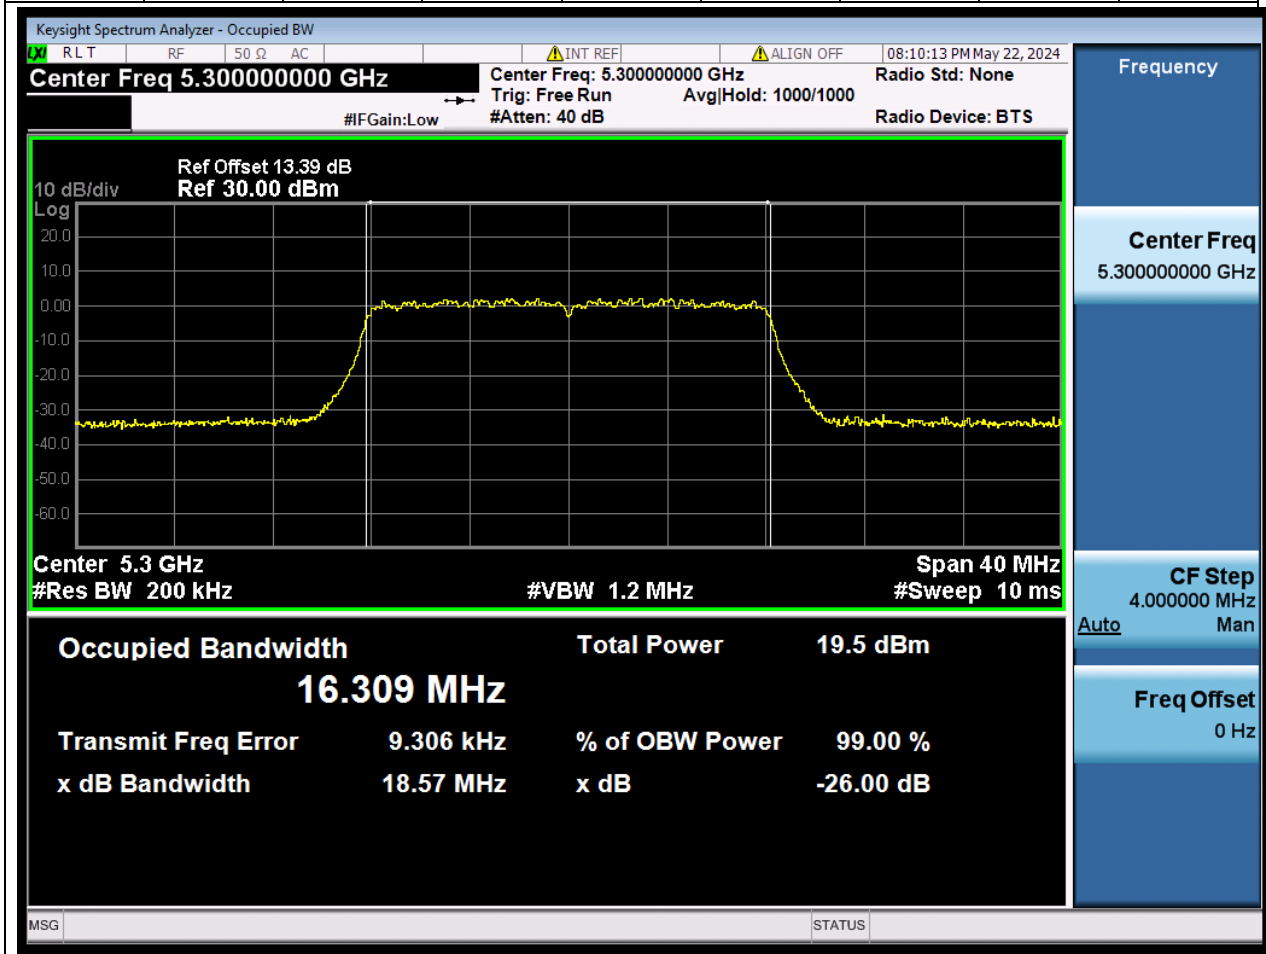 Keysight Spectrum Analyzer - Occupied BW
LXI RLT RF 50 Ω AC INT REF ALIGN OFF 08:10:13 PM May 22, 2024
Center Freq 5.300000000 GHz
Center Freq: 5.300000000 GHz
Radio Std: None
Trig: Free Run Avg|Hold: 1000/1000
#IFGain:Low #Atten: 40 dB Radio Device: BTS
Ref Offset 13.39 dB
10 dB/div Ref 30.00 dBm
Log
20.0
10.0
0.00
-10.0
-20.0
-30.0
-40.0
-50.0
-60.0
Center 5.3 GHz Span 40 MHz
#Res BW 200 kHz #VBW 1.2 MHz #Sweep 10 ms
Occupied Bandwidth Total Power 19.5 dBm
16.309 MHz
Transmit Freq Error 9.306 kHz % of OBW Power 99.00 %
x dB Bandwidth 18.57 MHz x dB -26.00 dB
Frequency
Center Freq
5.300000000 GHz
CF Step
4.000000 MHz
Auto Man
Freq Offset
0 Hz
MSG STATUS